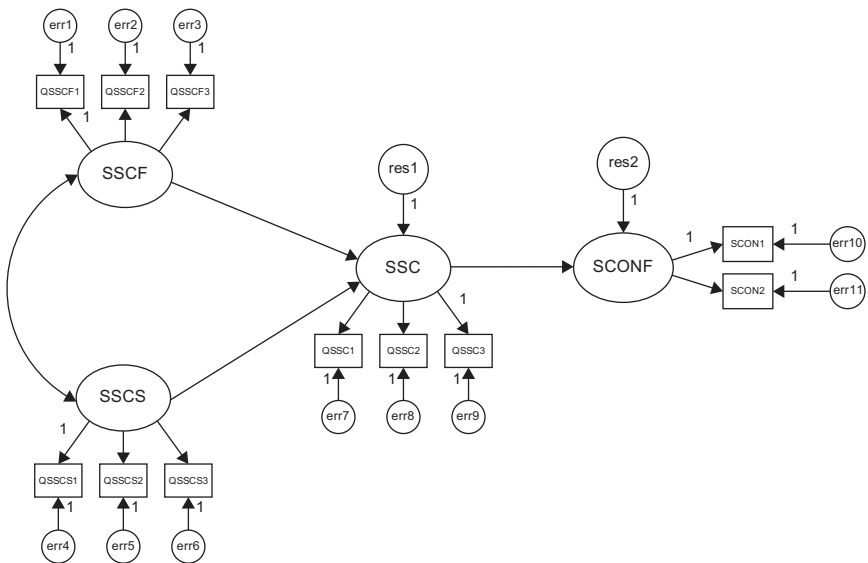 err1 err2 err3
1 1 1
QSSCF1 QSSCF2 QSSCF3
1
SSCF
res1 res2
1 1
SSC SCONF
1 SCON1 1 err10
SCON2 1 err11
1
QSSC1 QSSC2 QSSC3
1 1 1
err7 err8 err9
SSCS
1
QSSCS1 QSSCS2 QSSCS3
1 1 1
err4 err5 err6